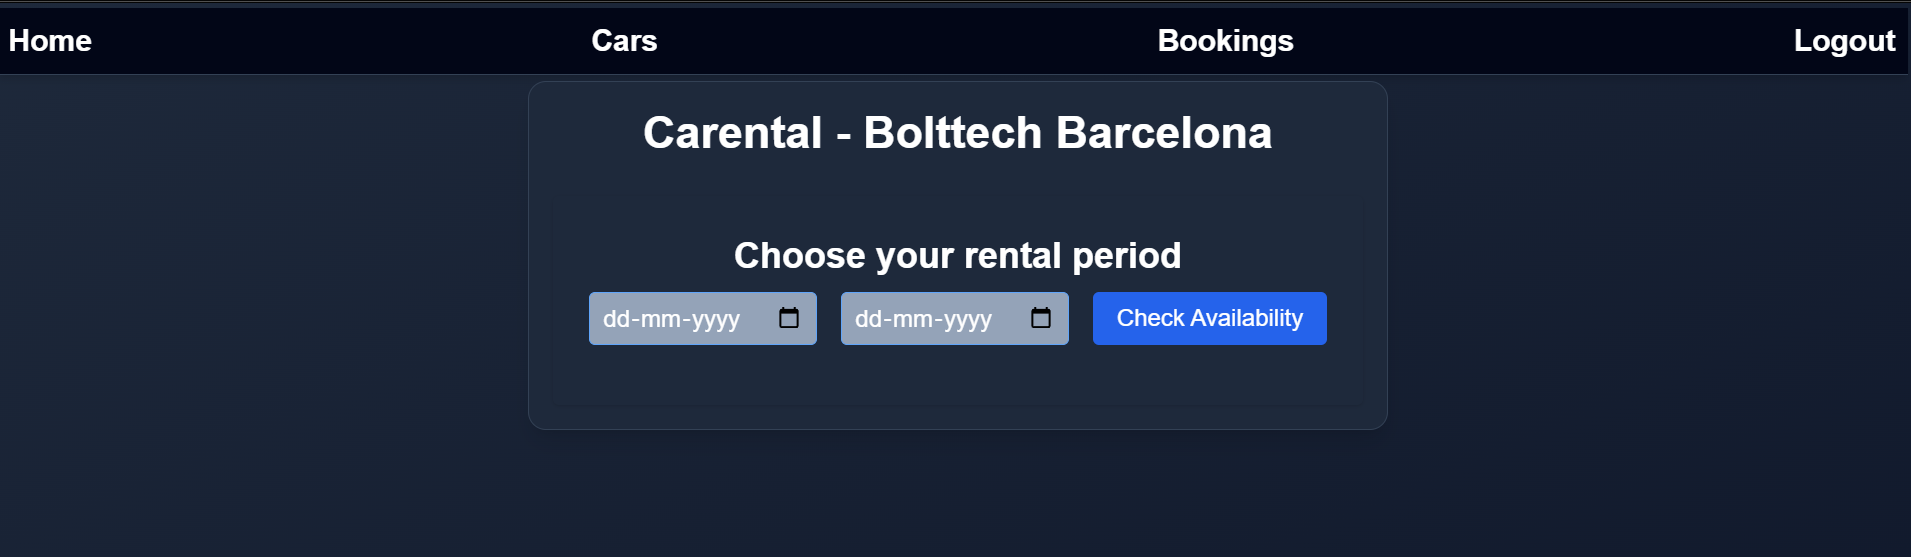 Home Cars Bookings Logout
Carental - Bolttech Barcelona
Choose your rental period
dd-mm-yyyy dd-mm-yyyy Check Availability